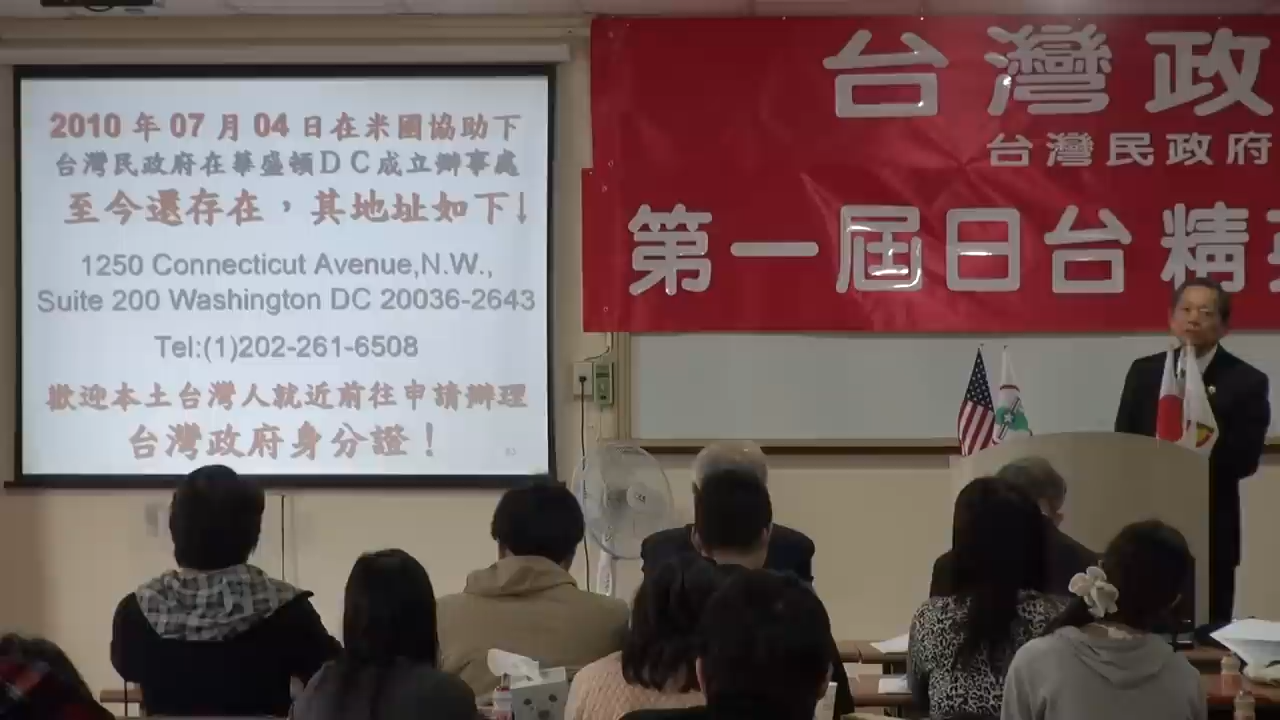 2010 年 07 月 04 日在米國協助下
台灣民政府在華盛頓DC成立辦事處
至今還存在，其地址如下!
1250 Connecticut Avenue,N.W.,
Suite 200 Washington DC 20036-2643
Tel:(1)202-261-6508
歡迎本土台灣人就近前往申請辦理
台灣政府身分證！
台灣政
台灣民政府
第一屆日台精